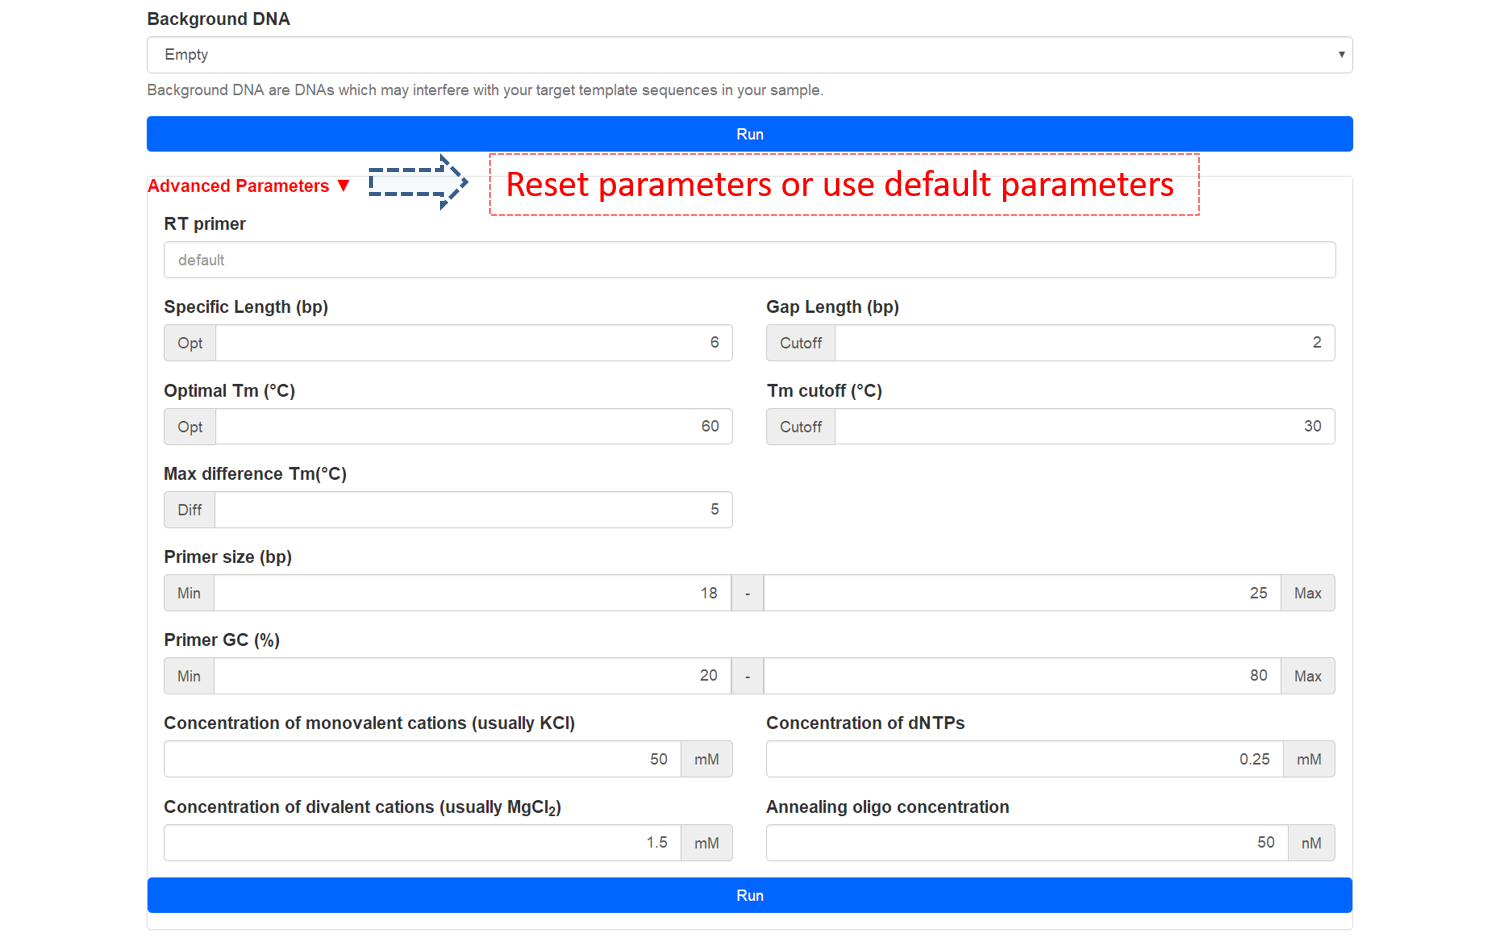 Background DNA
Empty ▾
Background DNA are DNAs which may interfere with your target template sequences in your sample.
Run
Advanced Parameters ▼
Reset parameters or use default parameters
RT primer
default
Specific Length (bp) Gap Length (bp)
Opt 6 Cutoff 2
Optimal Tm (°C) Tm cutoff (°C)
Opt 60 Cutoff 30
Max difference Tm(°C)
Diff 5
Primer size (bp)
Min 18 - 25 Max
Primer GC (%)
Min 20 - 80 Max
Concentration of monovalent cations (usually KCl) Concentration of dNTPs
50 mM 0.25 mM
Concentration of divalent cations (usually MgCl₂) Annealing oligo concentration
1.5 mM 50 nM
Run